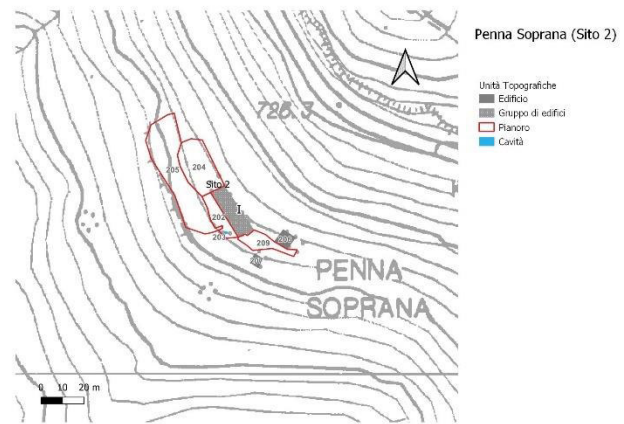 Penna Soprana (Sito 2)
Unità Topografiche
Edificio
Gruppo di edifici
Pianoro
Cavità
726.3
204
205
Sito 2
I
202
203
209
PENNA
SOPRANA
0 10 20 m